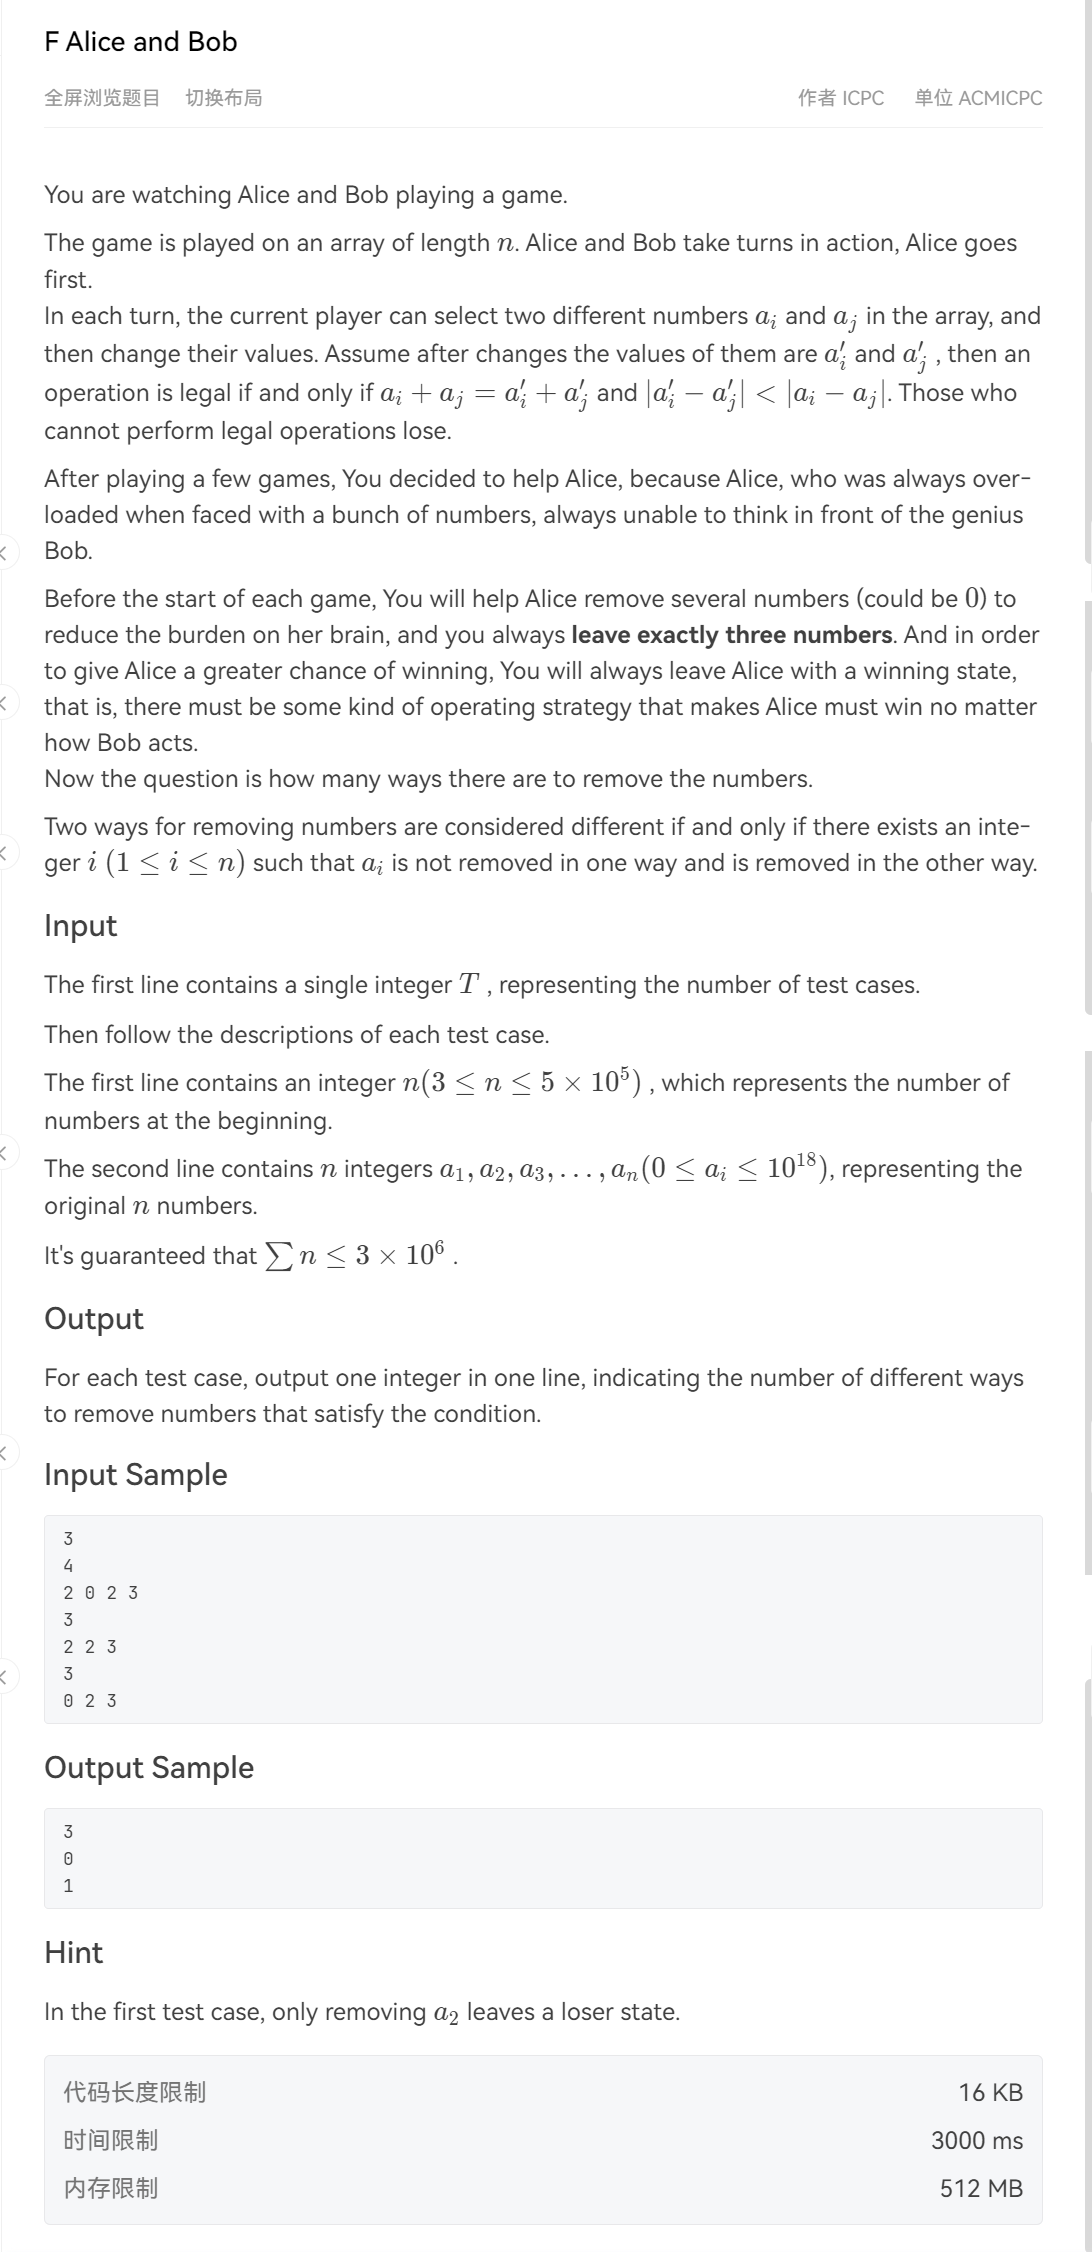 F Alice and Bob
全屏浏览题目 切换布局 作者 ICPC 单位 ACMICPC
You are watching Alice and Bob playing a game.
The game is played on an array of length n. Alice and Bob take turns in action, Alice goes
first.
In each turn, the current player can select two different numbers a_i and a_j in the array, and
then change their values. Assume after changes the values of them are a'_i and a'_j , then an
operation is legal if and only if a_i + a_j = a'_i + a'_j and |a'_i − a'_j| < |a_i − a_j|. Those who
cannot perform legal operations lose.
After playing a few games, You decided to help Alice, because Alice, who was always over-
loaded when faced with a bunch of numbers, always unable to think in front of the genius
Bob.
Before the start of each game, You will help Alice remove several numbers (could be 0) to
reduce the burden on her brain, and you always leave exactly three numbers. And in order
to give Alice a greater chance of winning, You will always leave Alice with a winning state,
that is, there must be some kind of operating strategy that makes Alice must win no matter
how Bob acts.
Now the question is how many ways there are to remove the numbers.
Two ways for removing numbers are considered different if and only if there exists an inte-
ger i (1 ≤ i ≤ n) such that a_i is not removed in one way and is removed in the other way.
Input
The first line contains a single integer T , representing the number of test cases.
Then follow the descriptions of each test case.
The first line contains an integer n(3 ≤ n ≤ 5 × 10^5) , which represents the number of
numbers at the beginning.
The second line contains n integers a_1, a_2, a_3, . . . , a_n(0 ≤ a_i ≤ 10^18), representing the
original n numbers.
It's guaranteed that ∑ n ≤ 3 × 10^6 .
Output
For each test case, output one integer in one line, indicating the number of different ways
to remove numbers that satisfy the condition.
Input Sample
3
4
2 0 2 3
3
2 2 3
3
0 2 3
Output Sample
3
0
1
Hint
In the first test case, only removing a_2 leaves a loser state.
代码长度限制 16 KB
时间限制 3000 ms
内存限制 512 MB